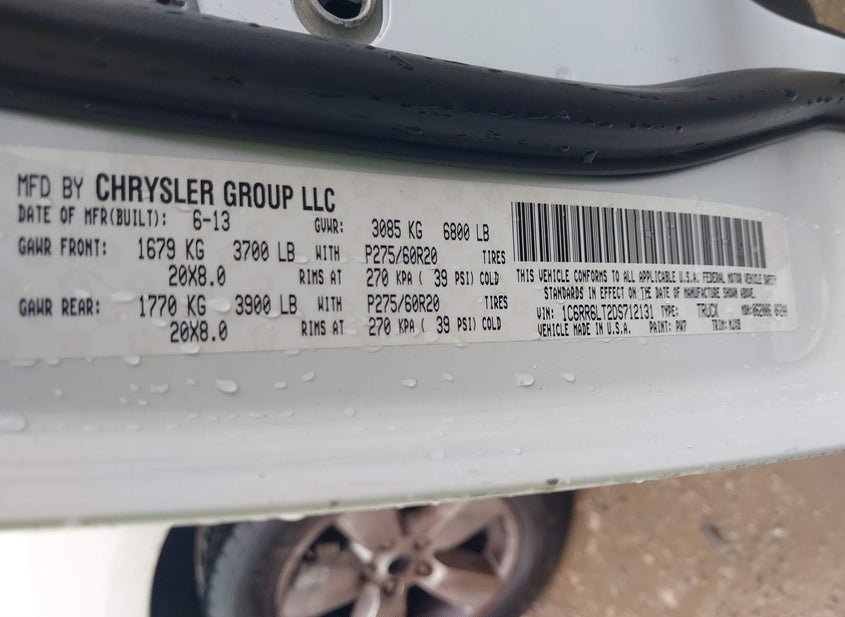 MFD BY CHRYSLER GROUP LLC
DATE OF MFR(BUILT): 6-13 GVWR: 3085 KG 6800 LB
GAWR FRONT: 1679 KG 3700 LB WITH P275/60R20 TIRES
20X8.0 RIMS AT 270 KPA ( 39 PSI) COLD
GAWR REAR: 1770 KG 3900 LB WITH P275/60R20 TIRES
20X8.0 RIMS AT 270 KPA ( 39 PSI) COLD
THIS VEHICLE CONFORMS TO ALL APPLICABLE U.S.A. FEDERAL MOTOR VEHICLE SAFETY
STANDARDS IN EFFECT ON THE DATE OF MANUFACTURE SHOWN ABOVE.
VIN: 1C6RR6LT2DS712131 TYPE: TRUCK MDH:
VEHICLE MADE IN U.S.A. PAINT: PW7 TRIM: